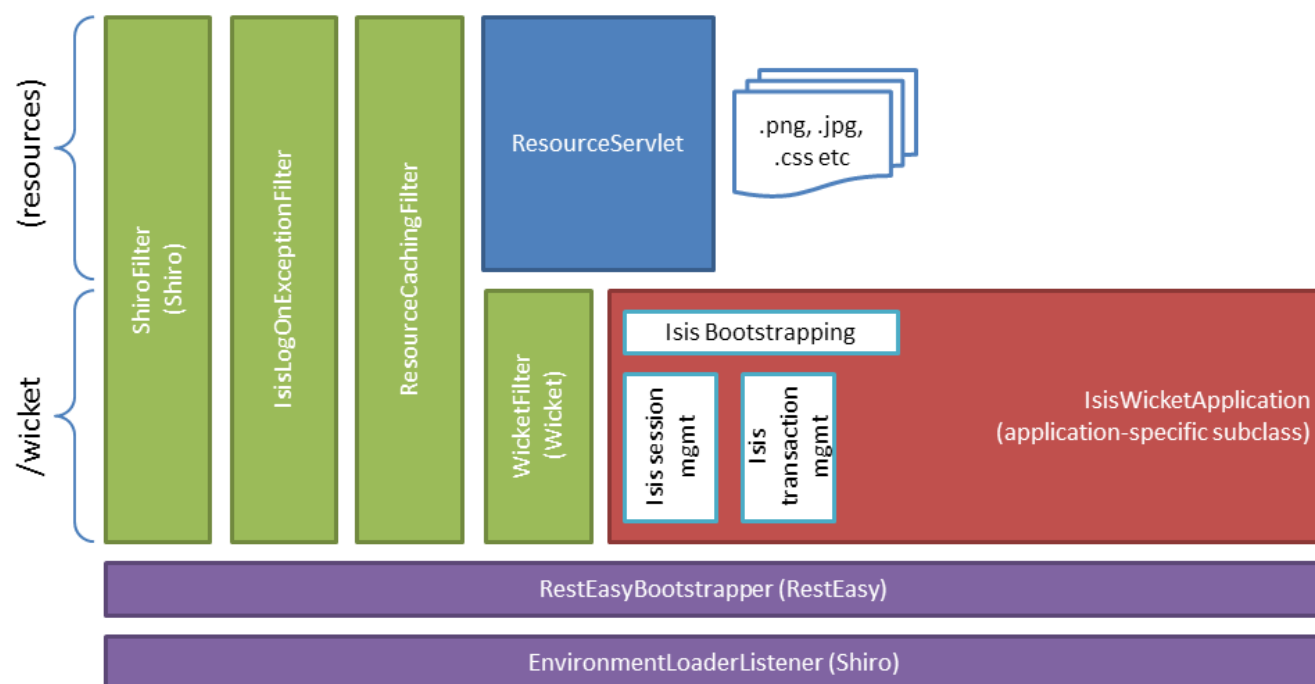 (resources)
/wicket
ShiroFilter
(Shiro)
IsisLogOnExceptionFilter
ResourceCachingFilter
ResourceServlet
.png, .jpg,
.css etc
WicketFilter
(Wicket)
Isis Bootstrapping
Isis session
mgmt
Isis
transaction
mgmt
IsisWicketApplication
(application-specific subclass)
RestEasyBootstrapper (RestEasy)
EnvironmentLoaderListener (Shiro)